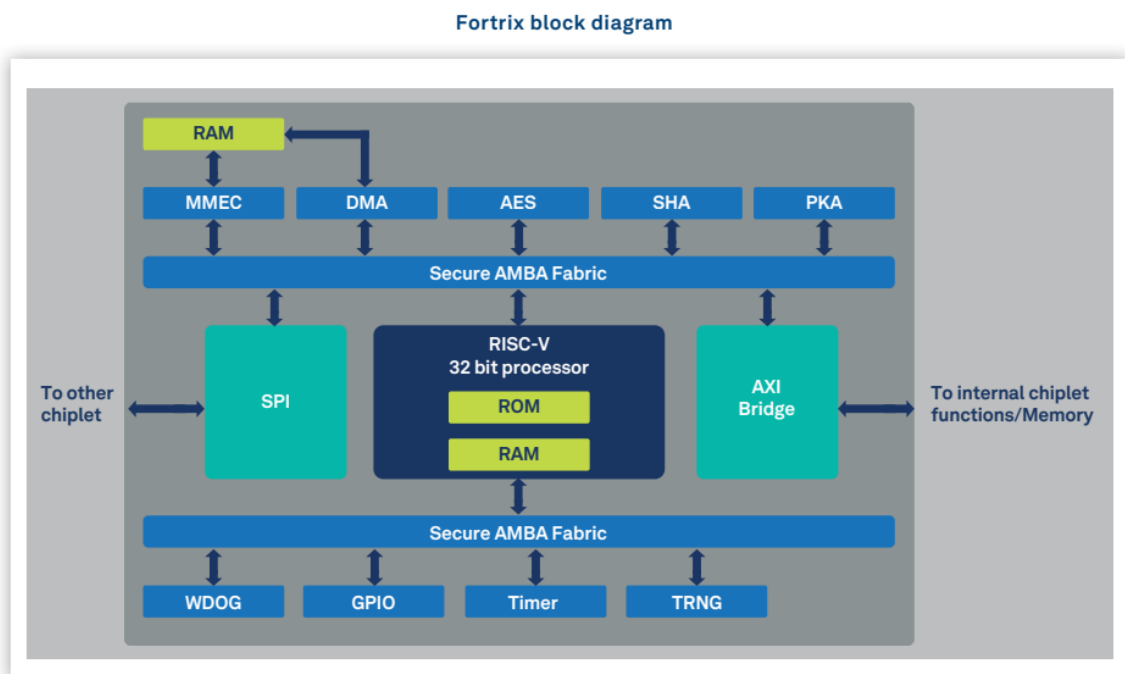 Fortrix block diagram
RAM
MMEC
DMA
AES
SHA
PKA
Secure AMBA Fabric
To other
chiplet
SPI
RISC-V
32 bit processor
ROM
RAM
AXI
Bridge
To internal chiplet
functions/Memory
Secure AMBA Fabric
WDOG
GPIO
Timer
TRNG